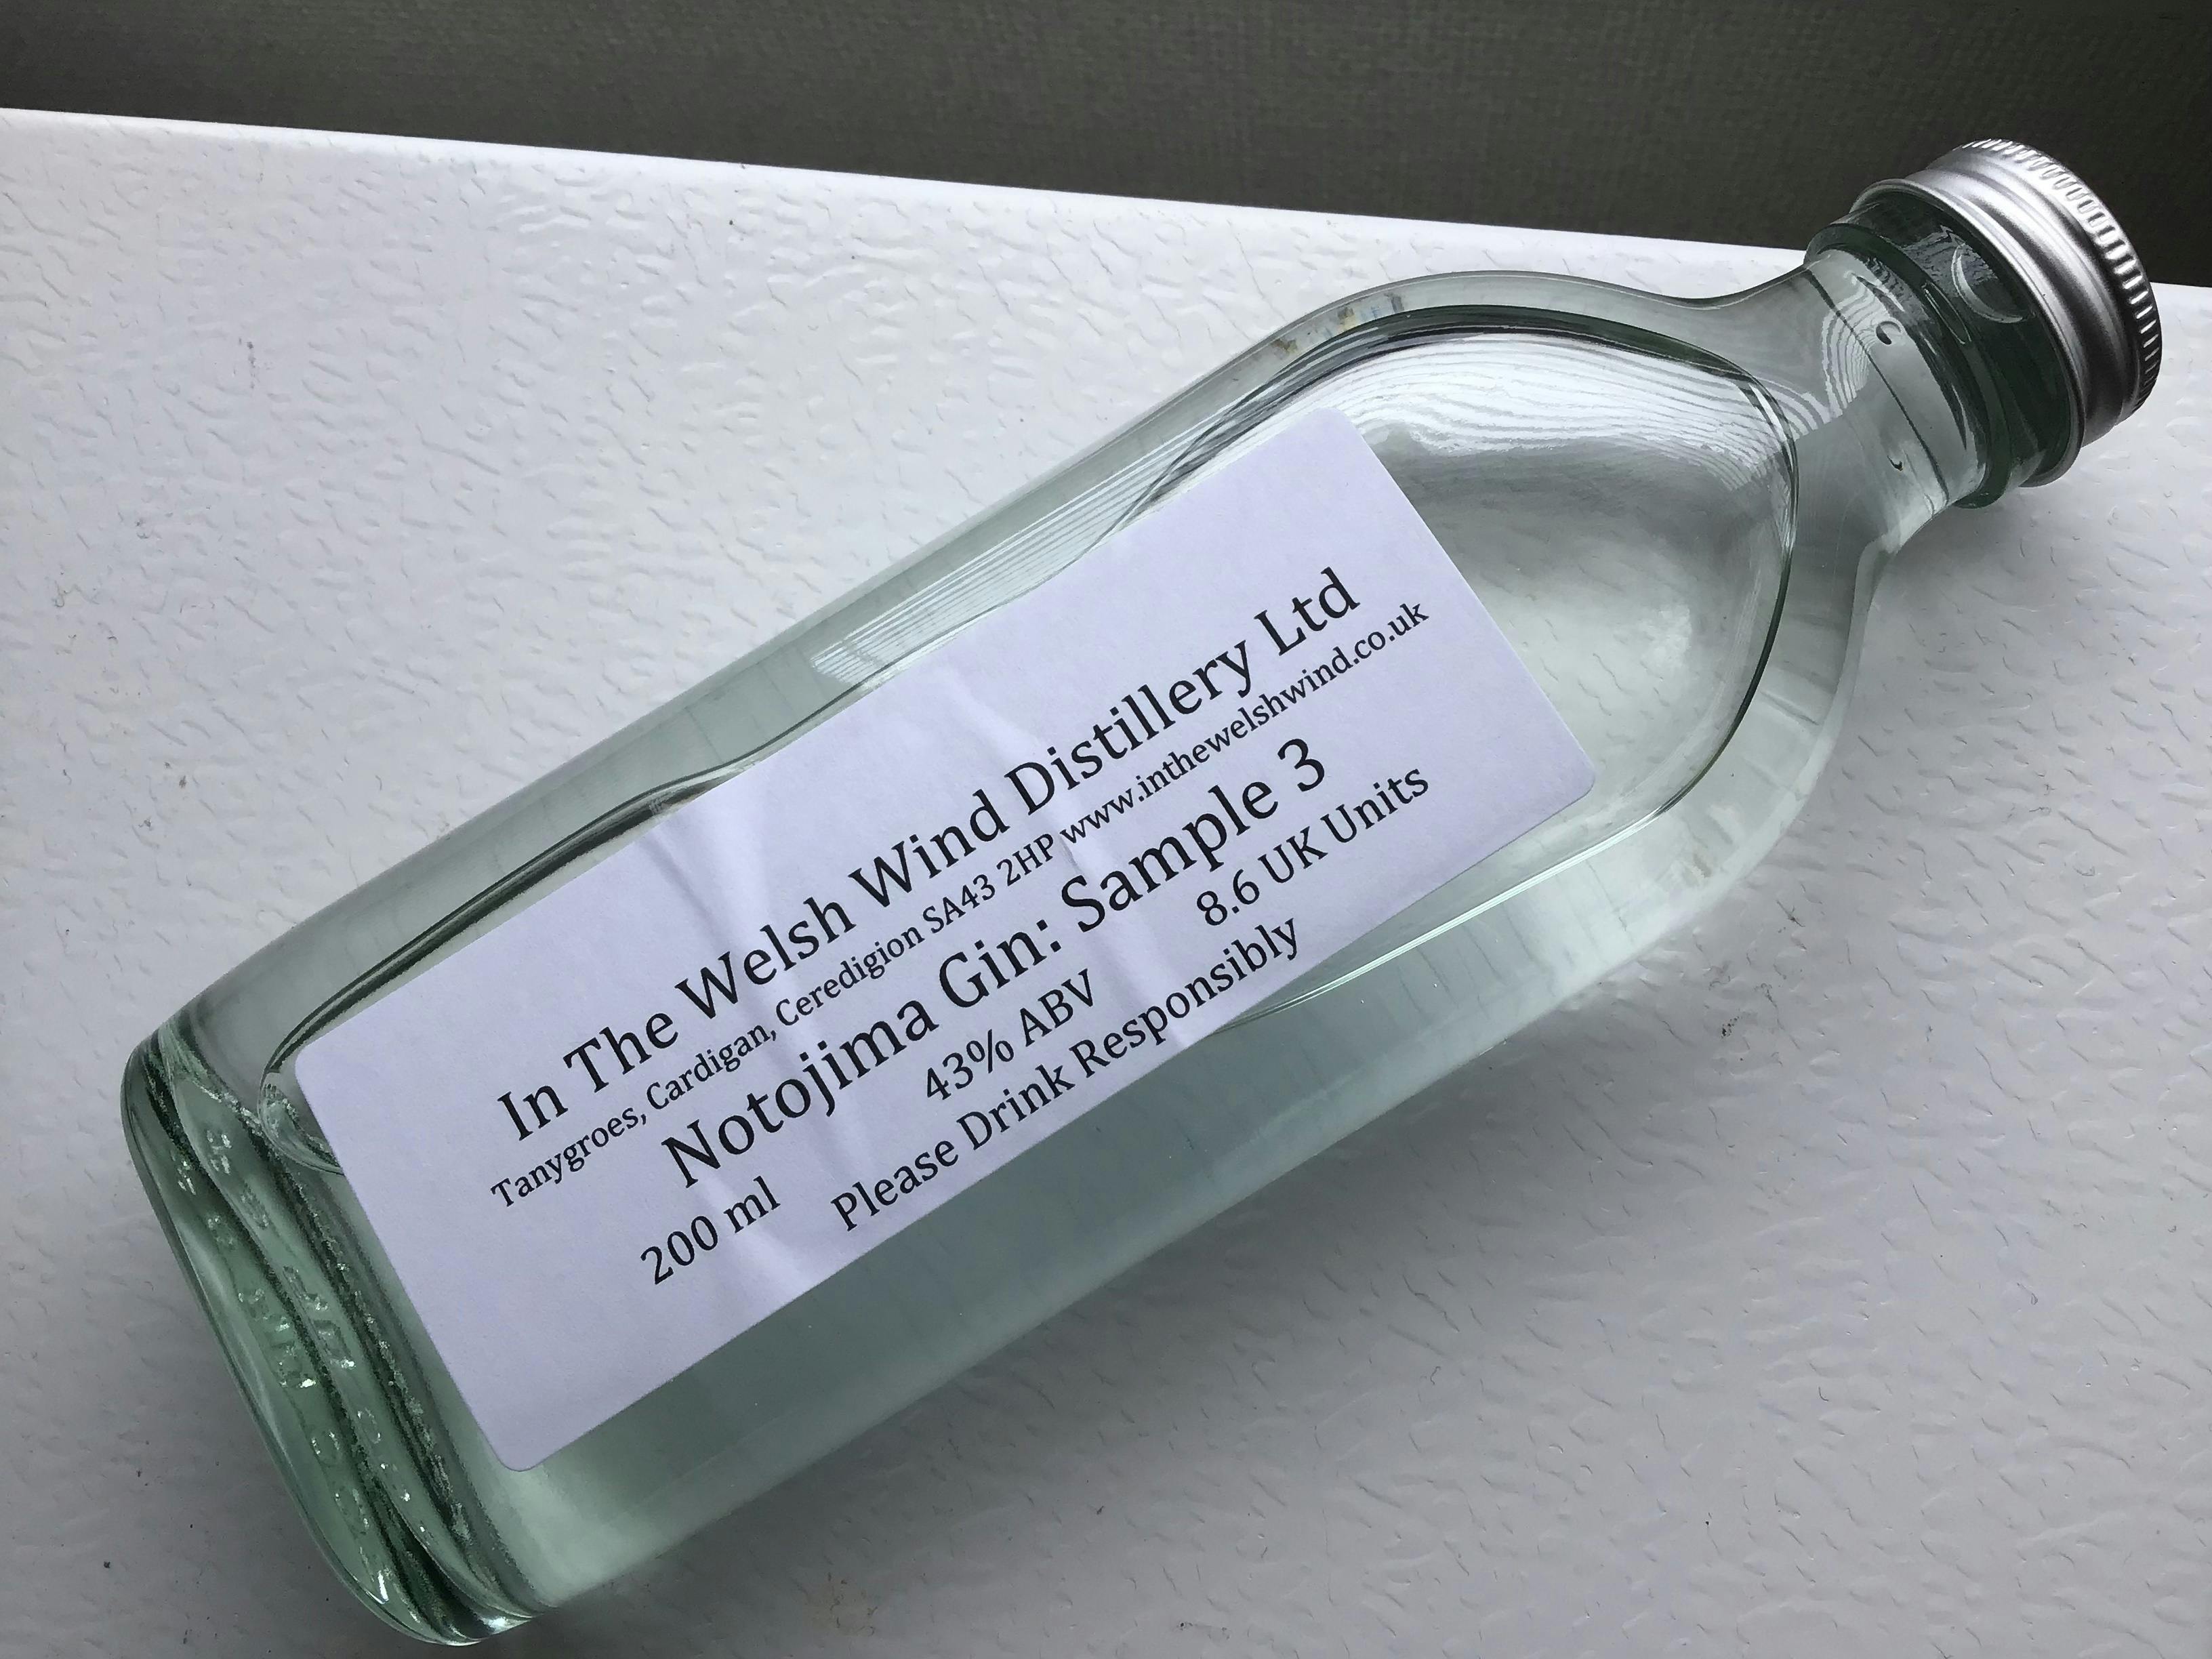 In The Welsh Wind Distillery Ltd
Tanygroes, Cardigan, Ceredigion SA43 2HP www.inthewelshwind.co.uk
Notojima Gin: Sample 3
200 ml 43% ABV 8.6 UK Units
Please Drink Responsibly